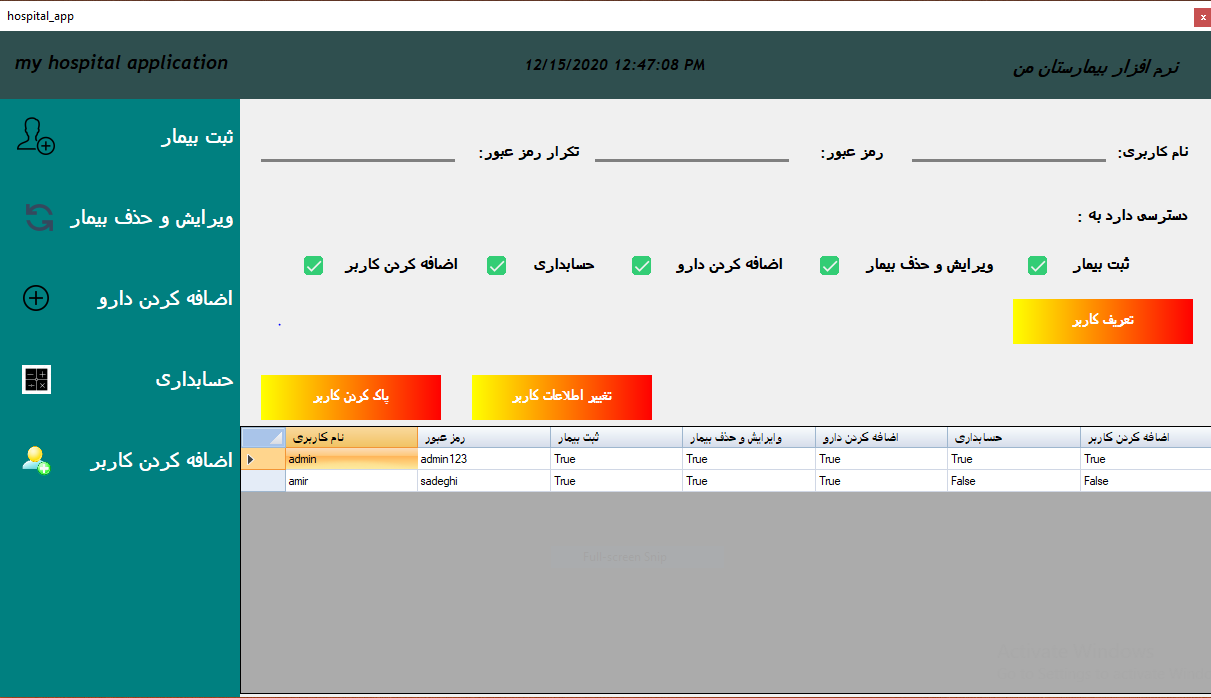 hospital_app
x
my hospital application
12/15/2020 12:47:08 PM
نرم افزار بیمارستان من
ثبت بیمار
ویرایش و حذف بیمار
اضافه کردن دارو
حسابداری
اضافه کردن کاربر
نام کاربری:
رمز عبور:
تکرار رمز عبور:
دسترسی دارد به :
ثبت بیمار
ویرایش و حذف بیمار
اضافه کردن دارو
حسابداری
اضافه کردن کاربر
تعریف کاربر
.
پاک کردن کاربر
تغییر اطلاعات کاربر
نام کاربری رمز عبور ثبت بیمار وایرایش و حذف بیمار اضافه کردن دارو حسابداری اضافه کردن کاربر
admin admin123 True True True True True
amir sadeghi True True True False False
Full-screen Snip